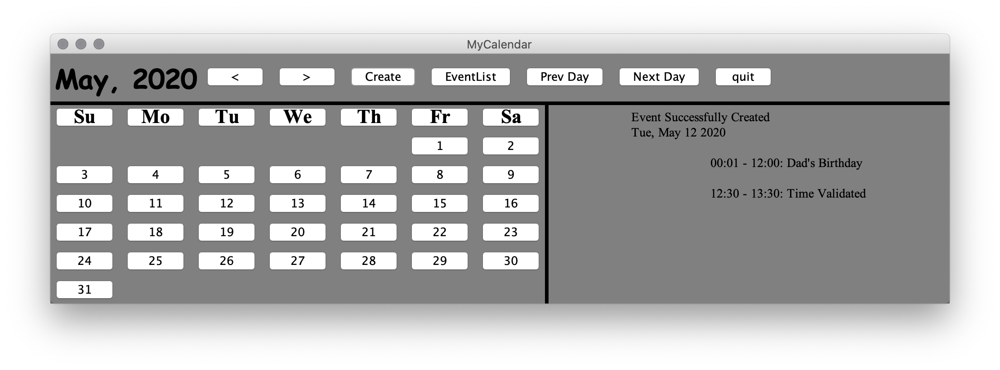 MyCalendar
May, 2020 < > Create EventList Prev Day Next Day quit
Su Mo Tu We Th Fr Sa
1 2
3 4 5 6 7 8 9
10 11 12 13 14 15 16
17 18 19 20 21 22 23
24 25 26 27 28 29 30
31
Event Successfully Created
Tue, May 12 2020
00:01 - 12:00: Dad's Birthday
12:30 - 13:30: Time Validated